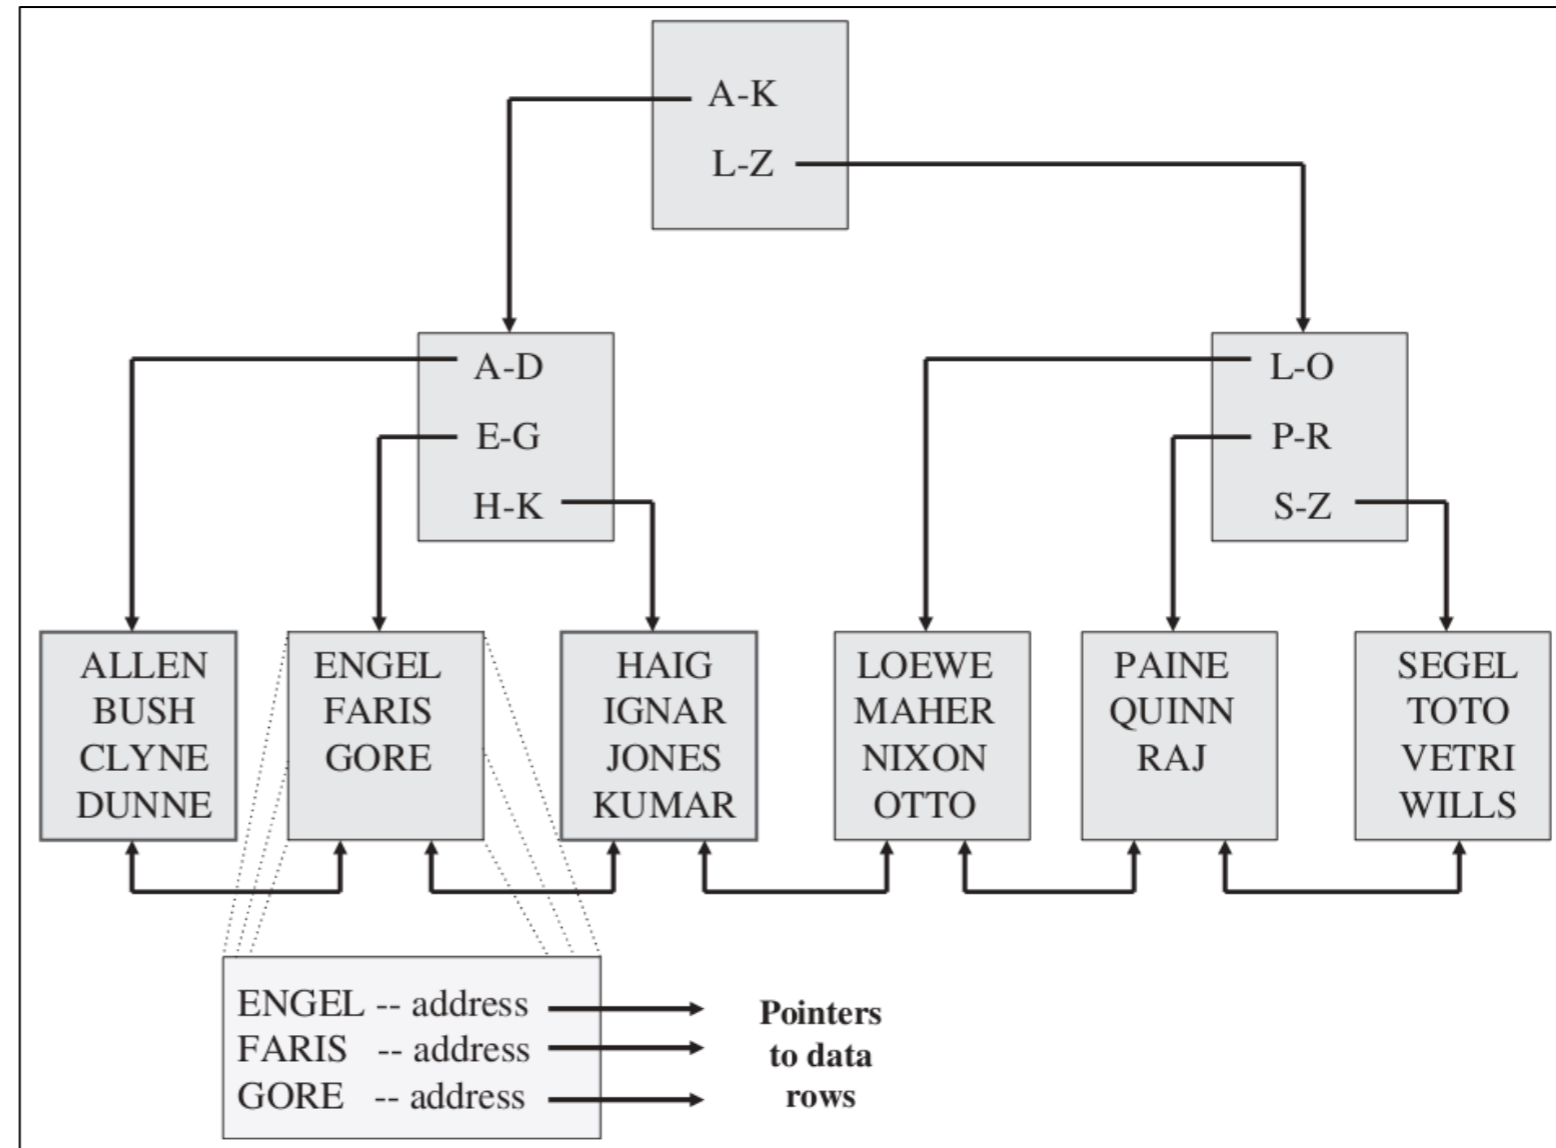 A-K
L-Z
A-D
E-G
H-K
L-O
P-R
S-Z
ALLEN
BUSH
CLYNE
DUNNE
ENGEL
FARIS
GORE
HAIG
IGNAR
JONES
KUMAR
LOEWE
MAHER
NIXON
OTTO
PAINE
QUINN
RAJ
SEGEL
TOTO
VETRI
WILLS
ENGEL -- address
FARIS -- address
GORE -- address
Pointers
to data
rows